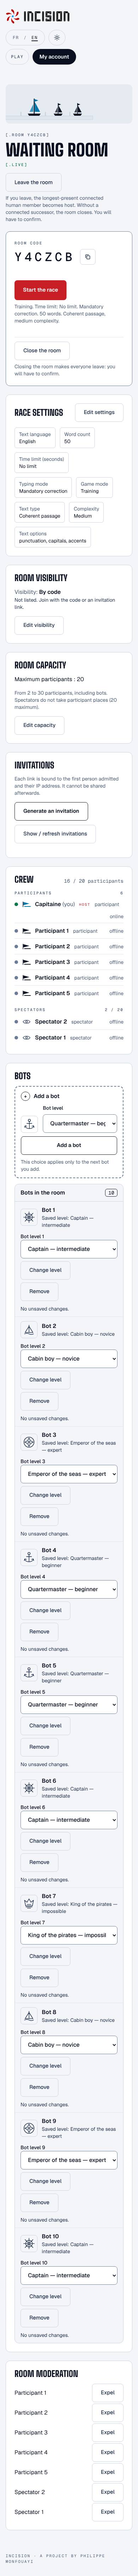 INCISION
FR / EN
PLAY
My account
[.ROOM Y4CZCB]
[.LIVE]
WAITING ROOM
Leave the room
If you leave, the longest-present connected
player member becomes host. Without a
connected successor, the room closes. You will
have to confirm.
ROOM CODE
Y4CZCB
Start the race
Training. Time limit: No limit. Mandatory
correction. 50 words. Coherent passage,
medium complexity.
Close the room
Closing the room makes everyone leave: you
will have to confirm.
RACE SETTINGS
Edit settings
Text language
English
Word count
50
Time limit (seconds)
No limit
Typing mode
Mandatory correction
Game mode
Training
Text type
Coherent passage
Complexity
Medium
Text options
punctuation, capitals, accents
ROOM VISIBILITY
Visibility: By code
Not listed. Join with the code or an invitation
link.
Edit visibility
ROOM CAPACITY
Maximum participants : 20
From 2 to 30 participants, including bots.
Spectators do not take participant places (20
maximum).
Edit capacity
INVITATIONS
Each link is bound to the first person admitted
and their IP address. It cannot be shared
afterwards.
Generate an invitation
Show / refresh invitations
CREW
16 / 20 participants
PARTICIPANTS 6
Capitaine (you) HOST participant
online
Participant 1 participant offline
Participant 2 participant offline
Participant 3 participant offline
Participant 4 participant offline
Participant 5 participant offline
SPECTATORS 2 / 20
Spectator 2 spectator offline
Spectator 1 spectator offline
BOTS
Add a bot
Bot level
Quartermaster — beg
Add a bot
This choice applies only to the next bot
you add.
Bots in the room 10
Bot 1
Saved level: Captain —
intermediate
Bot level 1
Captain — intermediate
Change level
Remove
No unsaved changes.
Bot 2
Saved level: Cabin boy — novice
Bot level 2
Cabin boy — novice
Change level
Remove
No unsaved changes.
Bot 3
Saved level: Emperor of the seas
— expert
Bot level 3
Emperor of the seas — expert
Change level
Remove
No unsaved changes.
Bot 4
Saved level: Quartermaster —
beginner
Bot level 4
Quartermaster — beginner
Change level
Remove
No unsaved changes.
Bot 5
Saved level: Quartermaster —
beginner
Bot level 5
Quartermaster — beginner
Change level
Remove
No unsaved changes.
Bot 6
Saved level: Captain —
intermediate
Bot level 6
Captain — intermediate
Change level
Remove
No unsaved changes.
Bot 7
Saved level: King of the pirates —
impossible
Bot level 7
King of the pirates — impossil
Change level
Remove
No unsaved changes.
Bot 8
Saved level: Cabin boy — novice
Bot level 8
Cabin boy — novice
Change level
Remove
No unsaved changes.
Bot 9
Saved level: Emperor of the seas
— expert
Bot level 9
Emperor of the seas — expert
Change level
Remove
No unsaved changes.
Bot 10
Saved level: Captain —
intermediate
Bot level 10
Captain — intermediate
Change level
Remove
No unsaved changes.
ROOM MODERATION
Participant 1 Expel
Participant 2 Expel
Participant 3 Expel
Participant 4 Expel
Participant 5 Expel
Spectator 2 Expel
Spectator 1 Expel
INCISION · A PROJECT BY PHILIPPE
MONFOUAYI